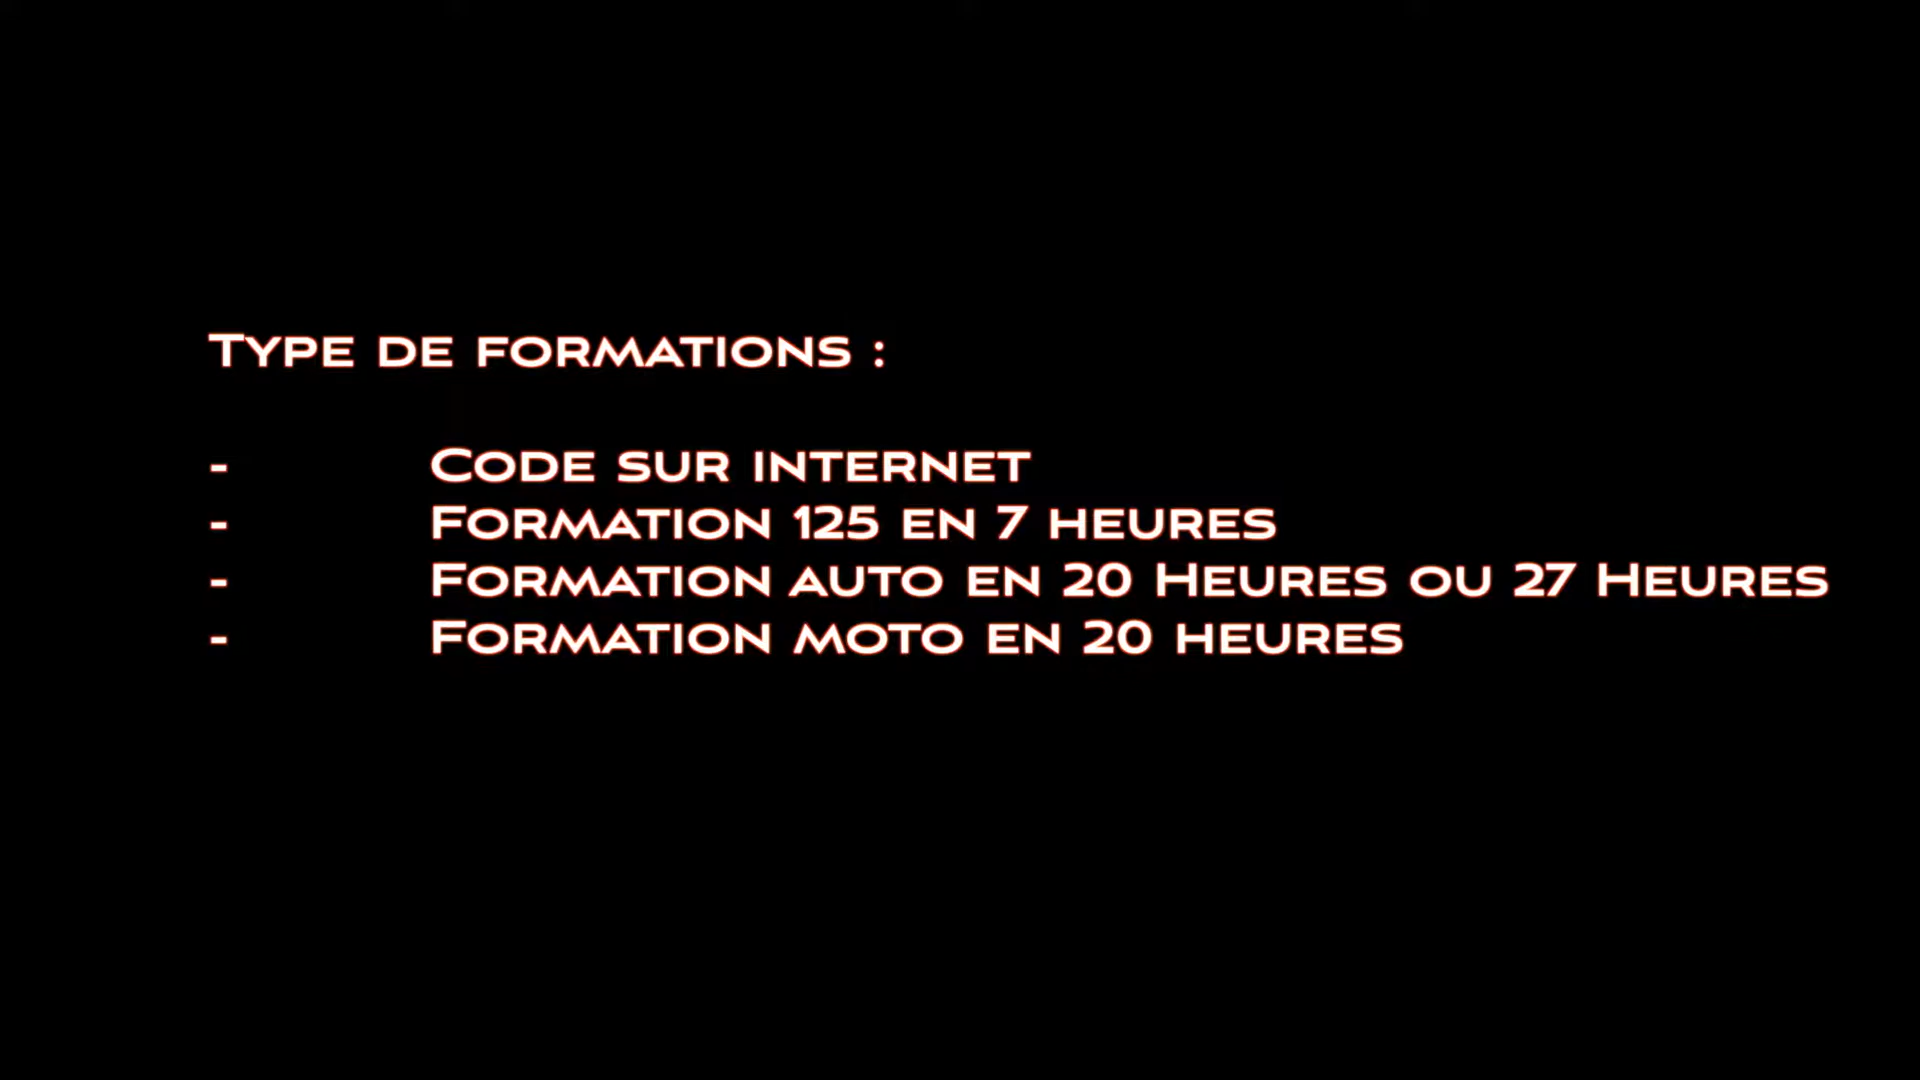 Type de formations :
- Code sur internet
- Formation 125 en 7 heures
- Formation auto en 20 Heures ou 27 Heures
- Formation moto en 20 heures